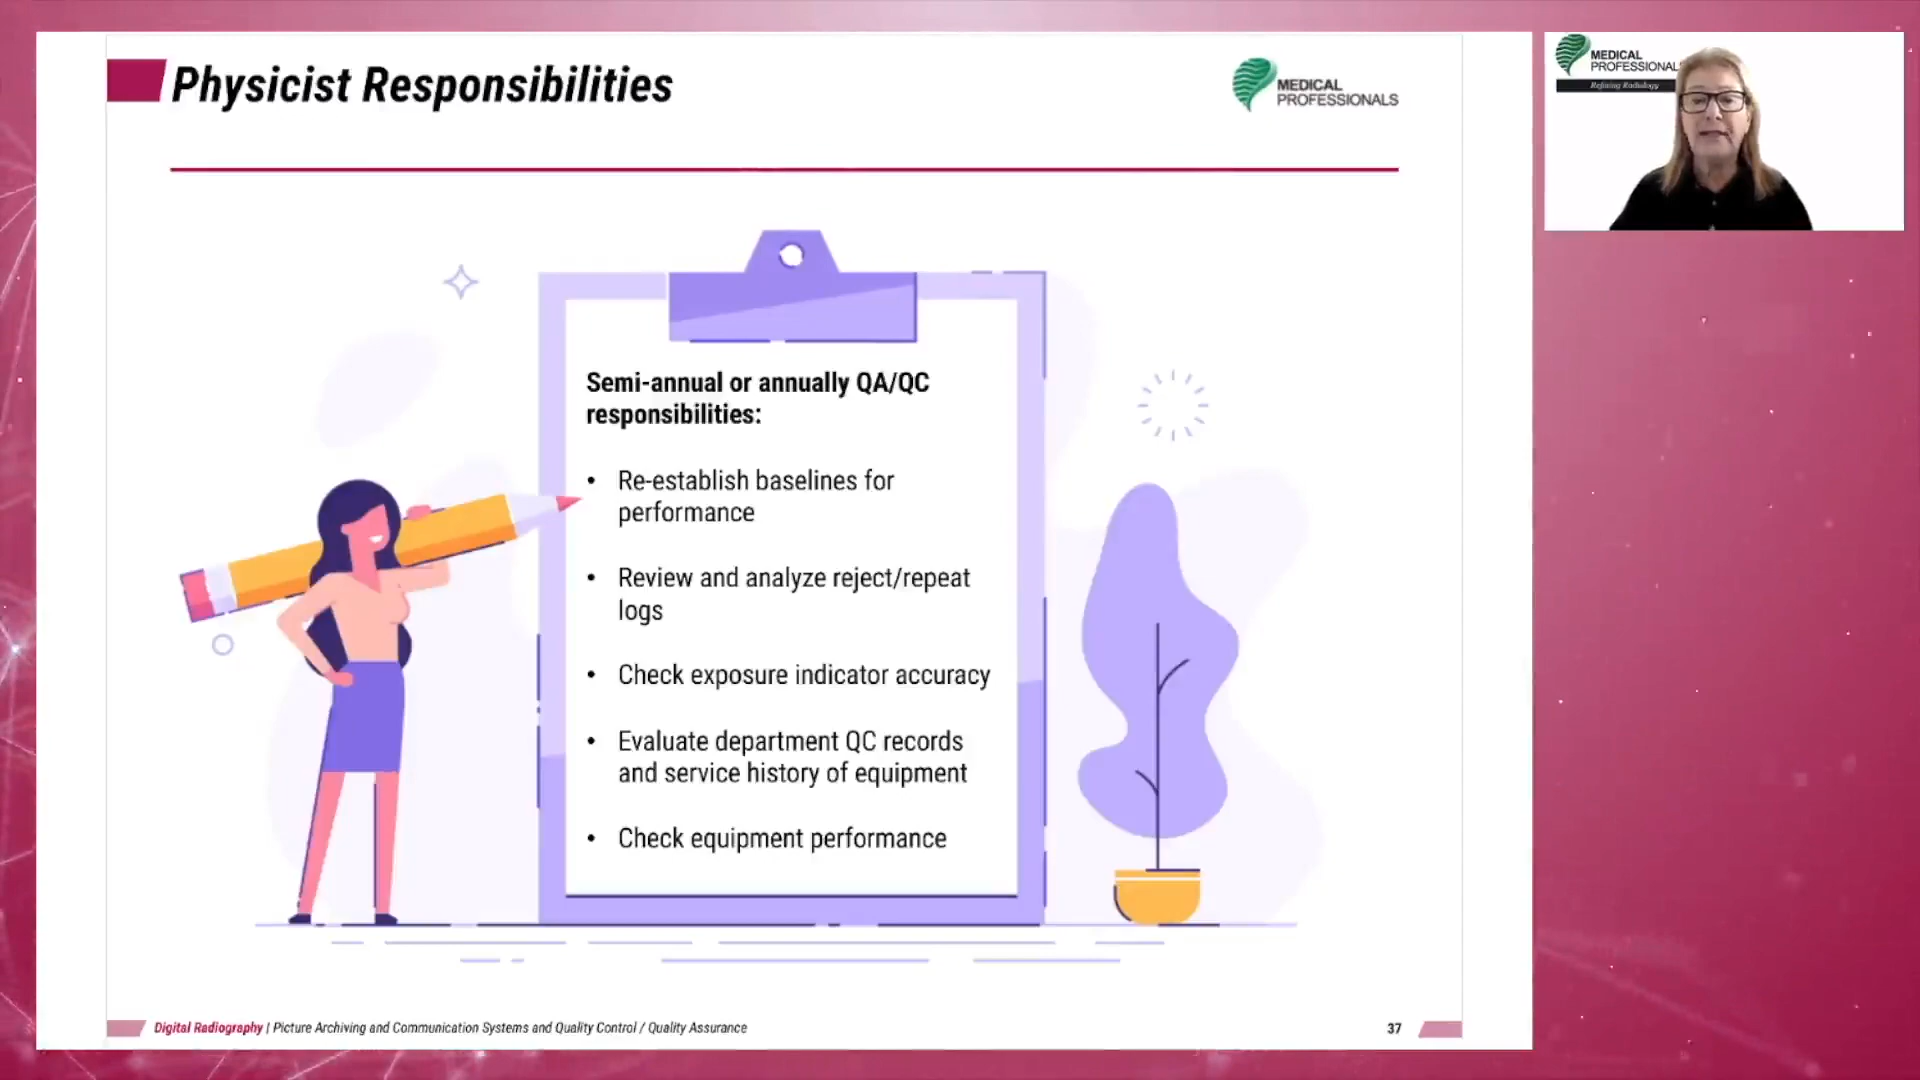 Physicist Responsibilities
MEDICAL
PROFESSIONALS
MEDICAL
PROFESSIONALS
Refining Radiology
Semi-annual or annually QA/QC
responsibilities:
• Re-establish baselines for
performance
• Review and analyze reject/repeat
logs
• Check exposure indicator accuracy
• Evaluate department QC records
and service history of equipment
• Check equipment performance
Digital Radiography | Picture Archiving and Communication Systems and Quality Control / Quality Assurance
37